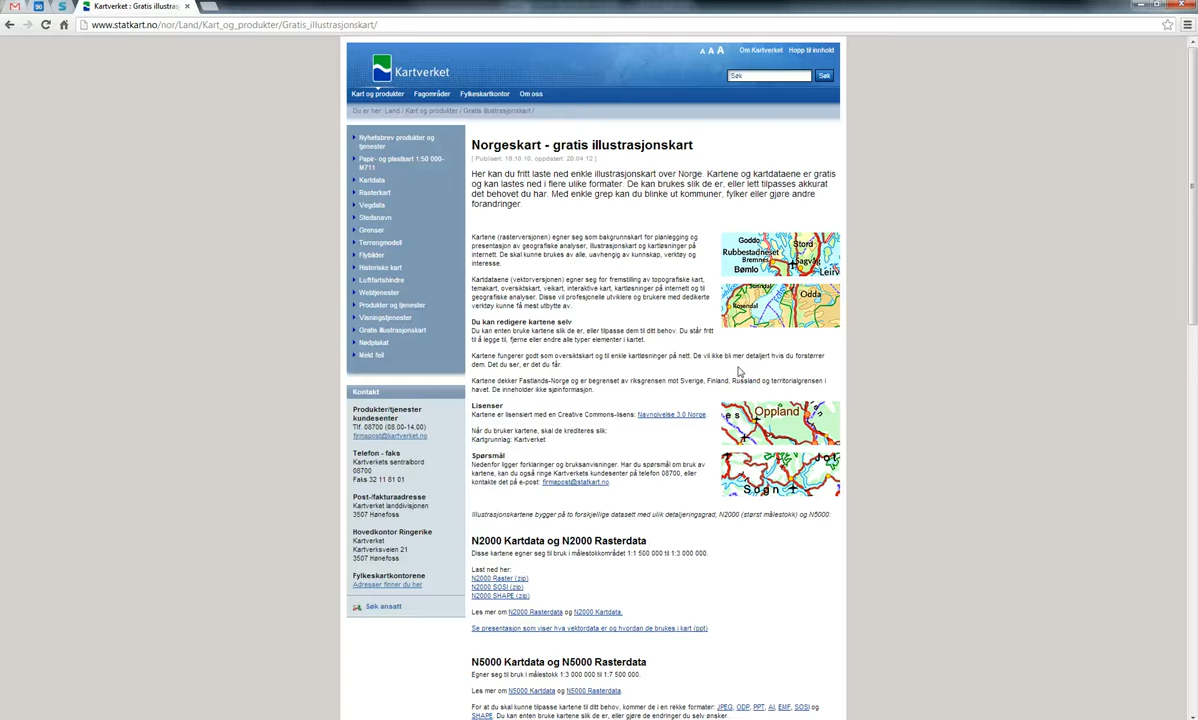 Kartverket : Gratis illustras
www.statkart.no/nor/Land/Kart_og_produkter/Gratis_illustrasjonskart/
A A A
Om Kartverket
Hopp til innhold
Kartverket
Søk
Søk
Kart og produkter
Fagområder
Fylkeskartkontor
Om oss
Du er her: Land / Kart og produkter / Gratis illustrasjonskart /
Nyhetsbrev produkter og
tjenester
Papir- og plastkart 1:50 000-
M711
Kartdata
Rasterkart
Vegdata
Stedsnavn
Grenser
Terrengmodell
Flybilder
Historiske kart
Luftfartshindre
Webtjenester
Produkter og tjenester
Visningstjenester
Gratis illustrasjonskart
Nødplakat
Meld feil
Kontakt
Produkter/tjenester
kundesenter
Tlf. 08700 (08.00-14.00)
firmapost@kartverket.no
Telefon - faks
Kartverkets sentralbord
08700
Faks 32 11 81 01
Post-/fakturaadresse
Kartverket landdivisjonen
3507 Hønefoss
Hovedkontor Ringerike
Kartverket
Kartverksveien 21
3507 Hønefoss
Fylkeskartkontorene
Adresser finner du her
Søk ansatt
Norgeskart - gratis illustrasjonskart
[ Publisert: 19.10.10, oppdatert: 20.04.12 ]
Her kan du fritt laste ned enkle illustrasjonskart over Norge. Kartene og kartdataene er gratis
og kan lastes ned i flere ulike formater. De kan brukes slik de er, eller lett tilpasses akkurat
det behovet du har. Med enkle grep kan du blinke ut kommuner, fylker eller gjøre andre
forandringer.
Kartene (rasterversjonen) egner seg som bakgrunnskart for planlegging og
presentasjon av geografiske analyser, illustrasjonskart og kartløsninger på
internett. De skal kunne brukes av alle, uavhengig av kunnskap, verktøy og
interesse.
Kartdataene (vektorversjonen) egner seg for fremstilling av topografiske kart,
temakart, oversiktskart, veikart, interaktive kart, kartløsninger på internett og til
geografiske analyser. Disse vil profesjonelle utviklere og brukere med dedikerte
verktøy kunne få mest utbytte av.
Du kan redigere kartene selv
Du kan enten bruke kartene slik de er, eller tilpasse dem til ditt behov. Du står fritt
til å legge til, fjerne eller endre alle typer elementer i kartet.
Kartene fungerer godt som oversiktskart og til enkle kartløsninger på nett. De vil ikke bli mer detaljert hvis du forstørrer
dem. Det du ser, er det du får.
Kartene dekker Fastlands-Norge og er begrenset av riksgrensen mot Sverige, Finland, Russland og territorialgrensen i
havet. De inneholder ikke sjøinformasjon.
Lisenser
Kartene er lisensiert med en Creative Commons-lisens: Navngivelse 3.0 Norge.
Når du bruker kartene, skal de krediteres slik:
Kartgrunnlag: Kartverket
Spørsmål
Nedenfor ligger forklaringer og bruksanvisninger. Har du spørsmål om bruk av
kartene, kan du også ringe Kartverkets kundesenter på telefon 08700, eller
kontakte det på e-post: firmapost@statkart.no.
Goddo
Stord
Rubbestadneset
Bremnes
Sagvåg
Bømlo
Leirv
Rosendal
Odda
Oppland
Sogn
Illustrasjonskartene bygger på to forskjellige datasett med ulik detaljeringsgrad, N2000 (størst målestokk) og N5000:
N2000 Kartdata og N2000 Rasterdata
Disse kartene egner seg til bruk i målestokkområdet 1:1 500 000 til 1:3 000 000.
Last ned her:
N2000 Raster (zip)
N2000 SOSI (zip)
N2000 SHAPE (zip)
Les mer om N2000 Rasterdata og N2000 Kartdata.
Se presentasjon som viser hva vektordata er og hvordan de brukes i kart (ppt)
N5000 Kartdata og N5000 Rasterdata
Egner seg til bruk i målestokk 1:3 000 000 til 1:7 500 000.
Les mer om N5000 Kartdata og N5000 Rasterdata.
For at du skal kunne tilpasse kartene til ditt behov, kommer de i en rekke formater: JPEG, ODP, PPT, AI, EMF, SOSI og
SHAPE. Du kan enten bruke kartene slik de er, eller gjøre de endringer du selv ønsker.